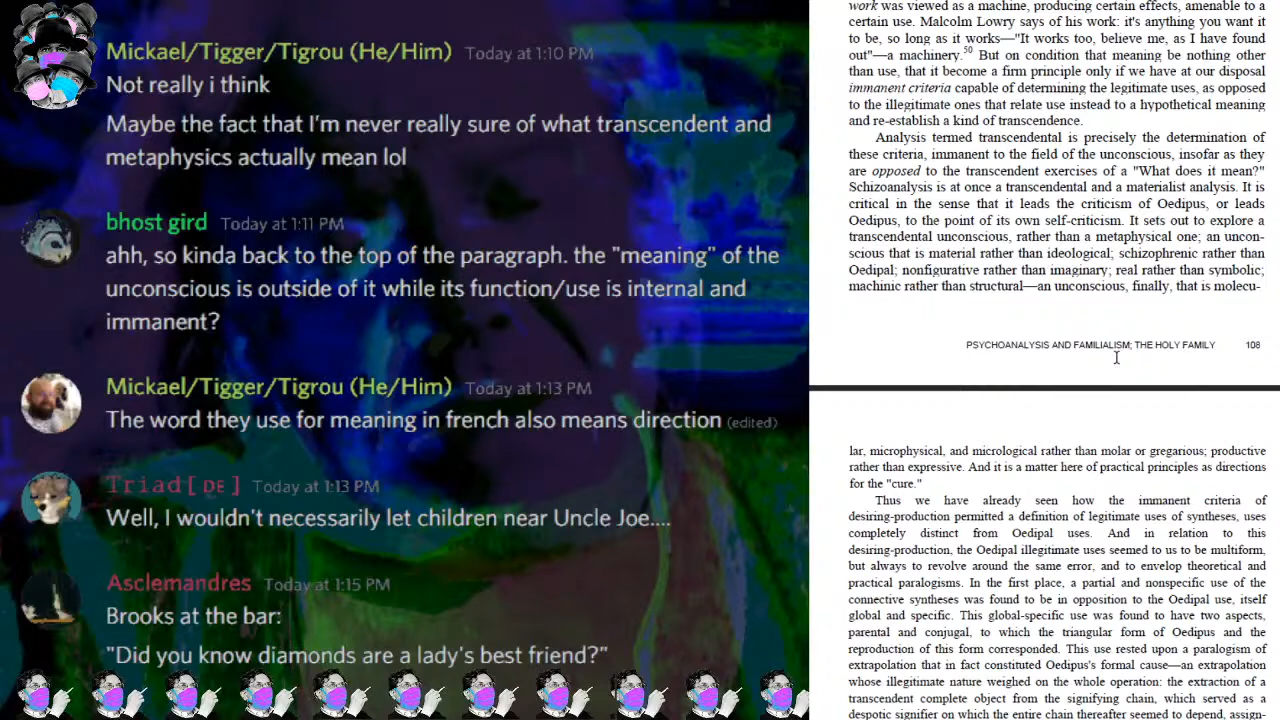 Mickael/Tigger/Tigrou (He/Him) Today at 1:10 PM
Not really i think
Maybe the fact that I'm never really sure of what transcendent and
metaphysics actually mean lol
bhost gird Today at 1:11 PM
ahh, so kinda back to the top of the paragraph. the "meaning" of the
unconscious is outside of it while its function/use is internal and
immanent?
Mickael/Tigger/Tigrou (He/Him) Today at 1:13 PM
The word they use for meaning in french also means direction (edited)
Triad[DE] Today at 1:13 PM
Well, I wouldn't necessarily let children near Uncle Joe....
Asclemandres Today at 1:15 PM
Brooks at the bar:
"Did you know diamonds are a lady's best friend?"
work was viewed as a machine, producing certain effects, amenable to a
certain use. Malcolm Lowry says of his work: it's anything you want it
to be, so long as it works—"It works too, believe me, as I have found
out"—a machinery.50 But on condition that meaning be nothing other
than use, that it become a firm principle only if we have at our disposal
immanent criteria capable of determining the legitimate uses, as opposed
to the illegitimate ones that relate use instead to a hypothetical meaning
and re-establish a kind of transcendence.
Analysis termed transcendental is precisely the determination of
these criteria, immanent to the field of the unconscious, insofar as they
are opposed to the transcendent exercises of a "What does it mean?"
Schizoanalysis is at once a transcendental and a materialist analysis. It is
critical in the sense that it leads the criticism of Oedipus, or leads
Oedipus, to the point of its own self-criticism. It sets out to explore a
transcendental unconscious, rather than a metaphysical one; an uncon-
scious that is material rather than ideological; schizophrenic rather than
Oedipal; nonfigurative rather than imaginary; real rather than symbolic;
machinic rather than structural—an unconscious, finally, that is molecu-
PSYCHOANALYSIS AND FAMILIALISM; THE HOLY FAMILY 108
lar, microphysical, and micrological rather than molar or gregarious; productive
rather than expressive. And it is a matter here of practical principles as directions
for the "cure."
Thus we have already seen how the immanent criteria of
desiring-production permitted a definition of legitimate uses of syntheses, uses
completely distinct from Oedipal uses. And in relation to this
desiring-production, the Oedipal illegitimate uses seemed to us to be multiform,
but always to revolve around the same error, and to envelop theoretical and
practical paralogisms. In the first place, a partial and nonspecific use of the
connective syntheses was found to be in opposition to the Oedipal use, itself
global and specific. This global-specific use was found to have two aspects,
parental and conjugal, to which the triangular form of Oedipus and the
reproduction of this form corresponded. This use rested upon a paralogism of
extrapolation that in fact constituted Oedipus's formal cause—an extrapolation
whose illegitimate nature weighed on the whole operation: the extraction of a
transcendent complete object from the signifying chain, which served as a
despotic signifier on which the entire chain thereafter seemed to depend, assign-